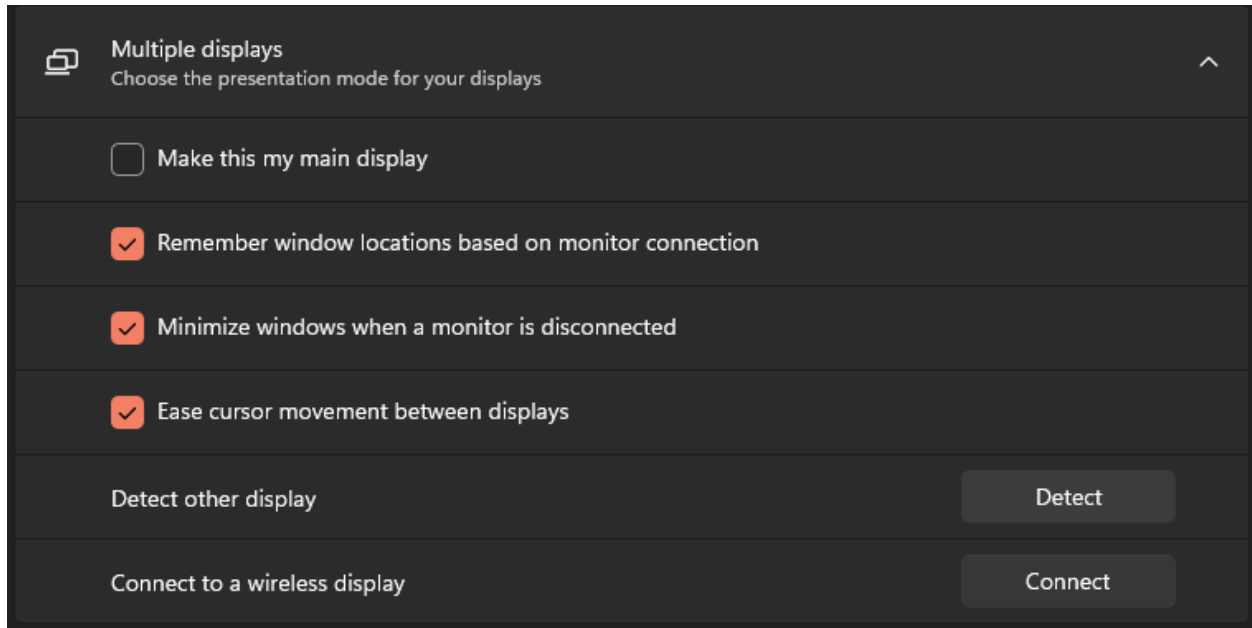 Multiple displays
Choose the presentation mode for your displays
Make this my main display
Remember window locations based on monitor connection
Minimize windows when a monitor is disconnected
Ease cursor movement between displays
Detect other display
Detect
Connect to a wireless display
Connect